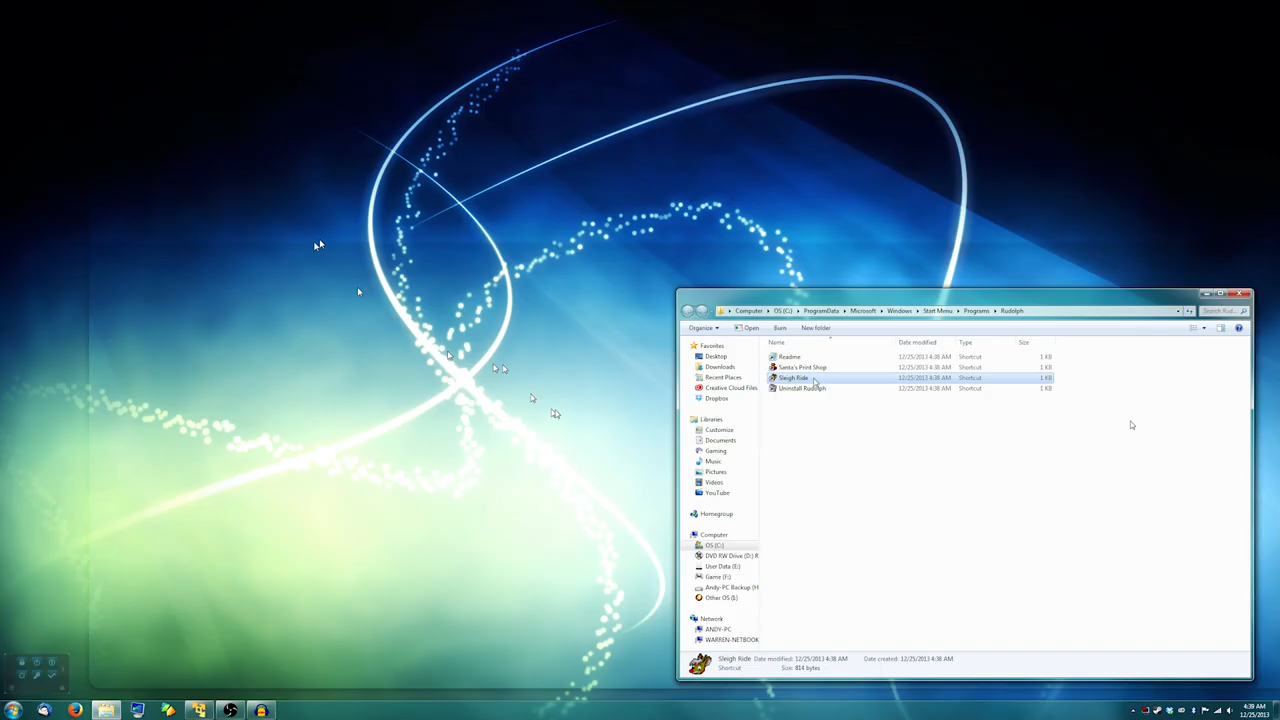 Computer ▸ OS (C:) ▸ ProgramData ▸ Microsoft ▸ Windows ▸ Start Menu ▸ Programs ▸ Rudolph
Search Rud...
Organize ▾ Open Burn New folder
Name Date modified Type Size
Favorites
Desktop
Downloads
Recent Places
Creative Cloud Files
Dropbox
Libraries
Customize
Documents
Gaming
Music
Pictures
Videos
YouTube
Homegroup
Computer
OS (C:)
DVD RW Drive (D:) R
User Data (E:)
Game (F:)
Andy-PC Backup (H
Other OS (I:)
Network
ANDY-PC
WARREN-NETBOOK
Readme 12/25/2013 4:38 AM Shortcut 1 KB
Santa's Print Shop 12/25/2013 4:38 AM Shortcut 1 KB
Sleigh Ride 12/25/2013 4:38 AM Shortcut 1 KB
Uninstall Rudolph 12/25/2013 4:38 AM Shortcut 1 KB
Sleigh Ride Date modified: 12/25/2013 4:38 AM Date created: 12/25/2013 4:38 AM
Shortcut Size: 814 bytes
4:39 AM
12/25/2013